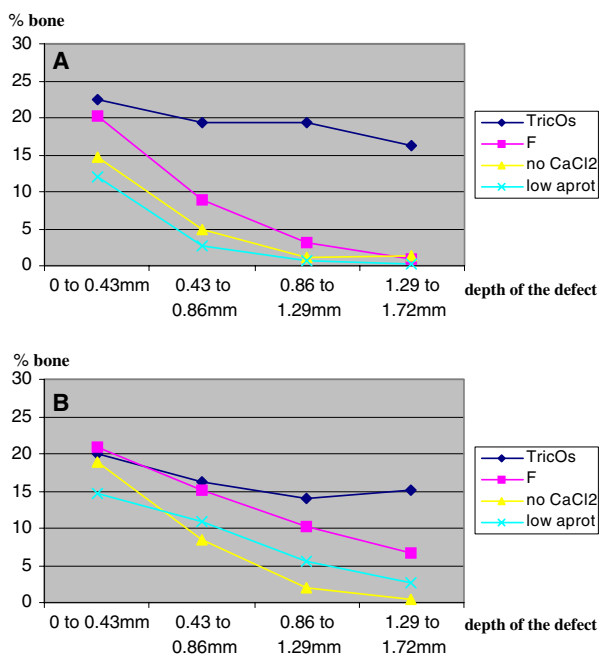 % bone
30
25
20
15
10
5
0
A
0 to 0.43mm 0.43 to 0.86 to 1.29 to
0.86mm 1.29mm 1.72mm
depth of the defect
TricOs
F
no CaCl2
low aprot
% bone
30
25
20
15
10
5
0
B
0 to 0.43mm 0.43 to 0.86 to 1.29 to
0.86mm 1.29mm 1.72mm
depth of the defect
TricOs
F
no CaCl2
low aprot